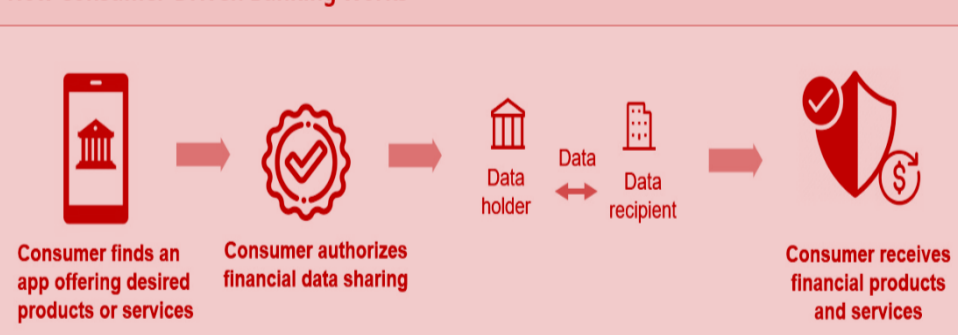 Consumer finds an
app offering desired
products or services
Consumer authorizes
financial data sharing
Data
holder
Data
Data
recipient
Consumer receives
financial products
and services